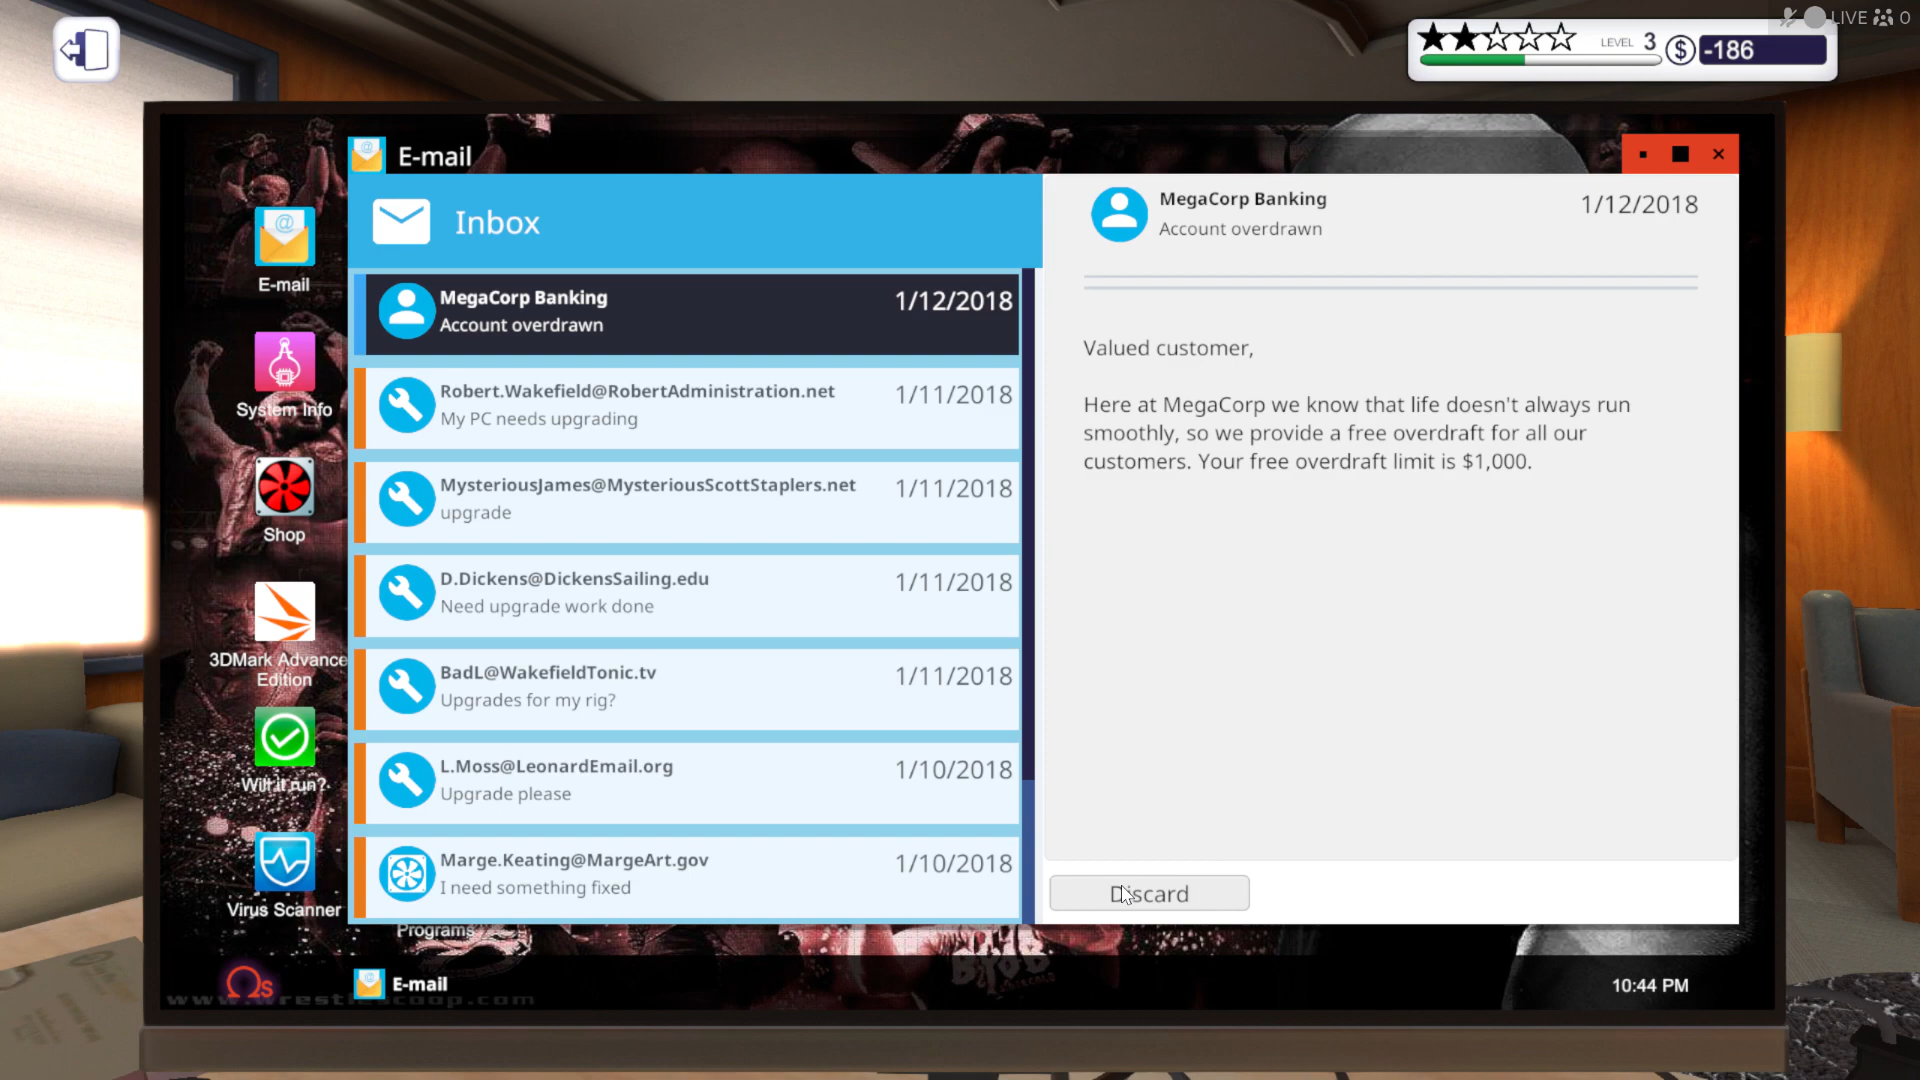 LIVE 0
LEVEL 3 $ -186
E-mail
Inbox
MegaCorp Banking 1/12/2018
Account overdrawn
Robert.Wakefield@RobertAdministration.net 1/11/2018
My PC needs upgrading
MysteriousJames@MysteriousScottStaplers.net 1/11/2018
upgrade
D.Dickens@DickensSailing.edu 1/11/2018
Need upgrade work done
BadL@WakefieldTonic.tv 1/11/2018
Upgrades for my rig?
L.Moss@LeonardEmail.org 1/10/2018
Upgrade please
Marge.Keating@MargeArt.gov 1/10/2018
I need something fixed
MegaCorp Banking 1/12/2018
Account overdrawn
Valued customer,
Here at MegaCorp we know that life doesn't always run
smoothly, so we provide a free overdraft for all our
customers. Your free overdraft limit is $1,000.
Discard
E-mail
System Info
Shop
3DMark Advance
Edition
Will it run?
Virus Scanner
Programs
Ωs
E-mail
10:44 PM